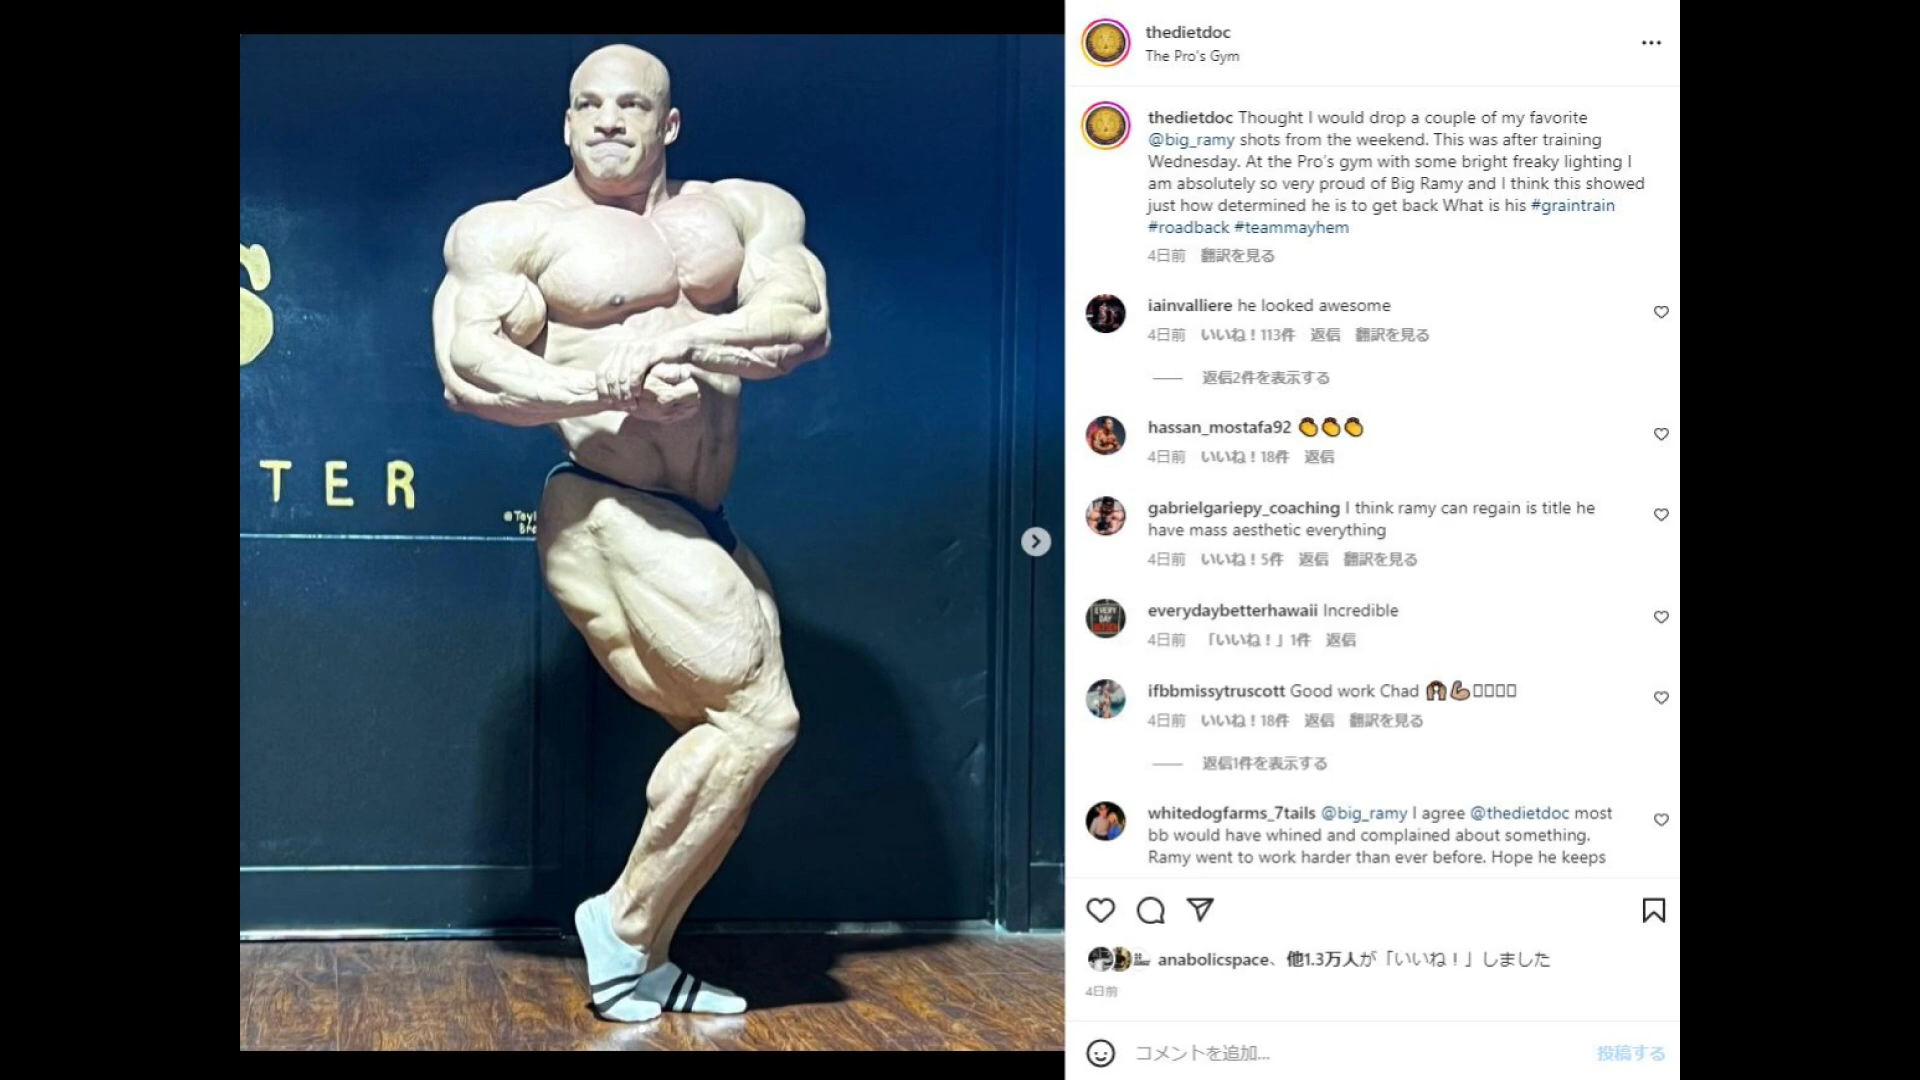 TER
thedietdoc
The Pro's Gym
thedietdoc Thought I would drop a couple of my favorite
@big_ramy shots from the weekend. This was after training
Wednesday. At the Pro's gym with some bright freaky lighting I
am absolutely so very proud of Big Ramy and I think this showed
just how determined he is to get back What is his #graintrain
#roadback #teammayhem
4日前 翻訳を見る
iainvalliere he looked awesome
4日前 いいね！113件 返信 翻訳を見る
返信2件を表示する
hassan_mostafa92 👏👏👏
4日前 いいね！18件 返信
gabrielgariepy_coaching I think ramy can regain is title he
have mass aesthetic everything
4日前 いいね！5件 返信 翻訳を見る
everydaybetterhawaii Incredible
4日前 「いいね！」1件 返信
ifbbmissytruscott Good work Chad
4日前 いいね！18件 返信 翻訳を見る
返信1件を表示する
whitedogfarms_7tails @big_ramy I agree @thedietdoc most
bb would have whined and complained about something.
Ramy went to work harder than ever before. Hope he keeps
anabolicspace、他1.3万人が「いいね！」しました
4日前
コメントを追加...
投稿する